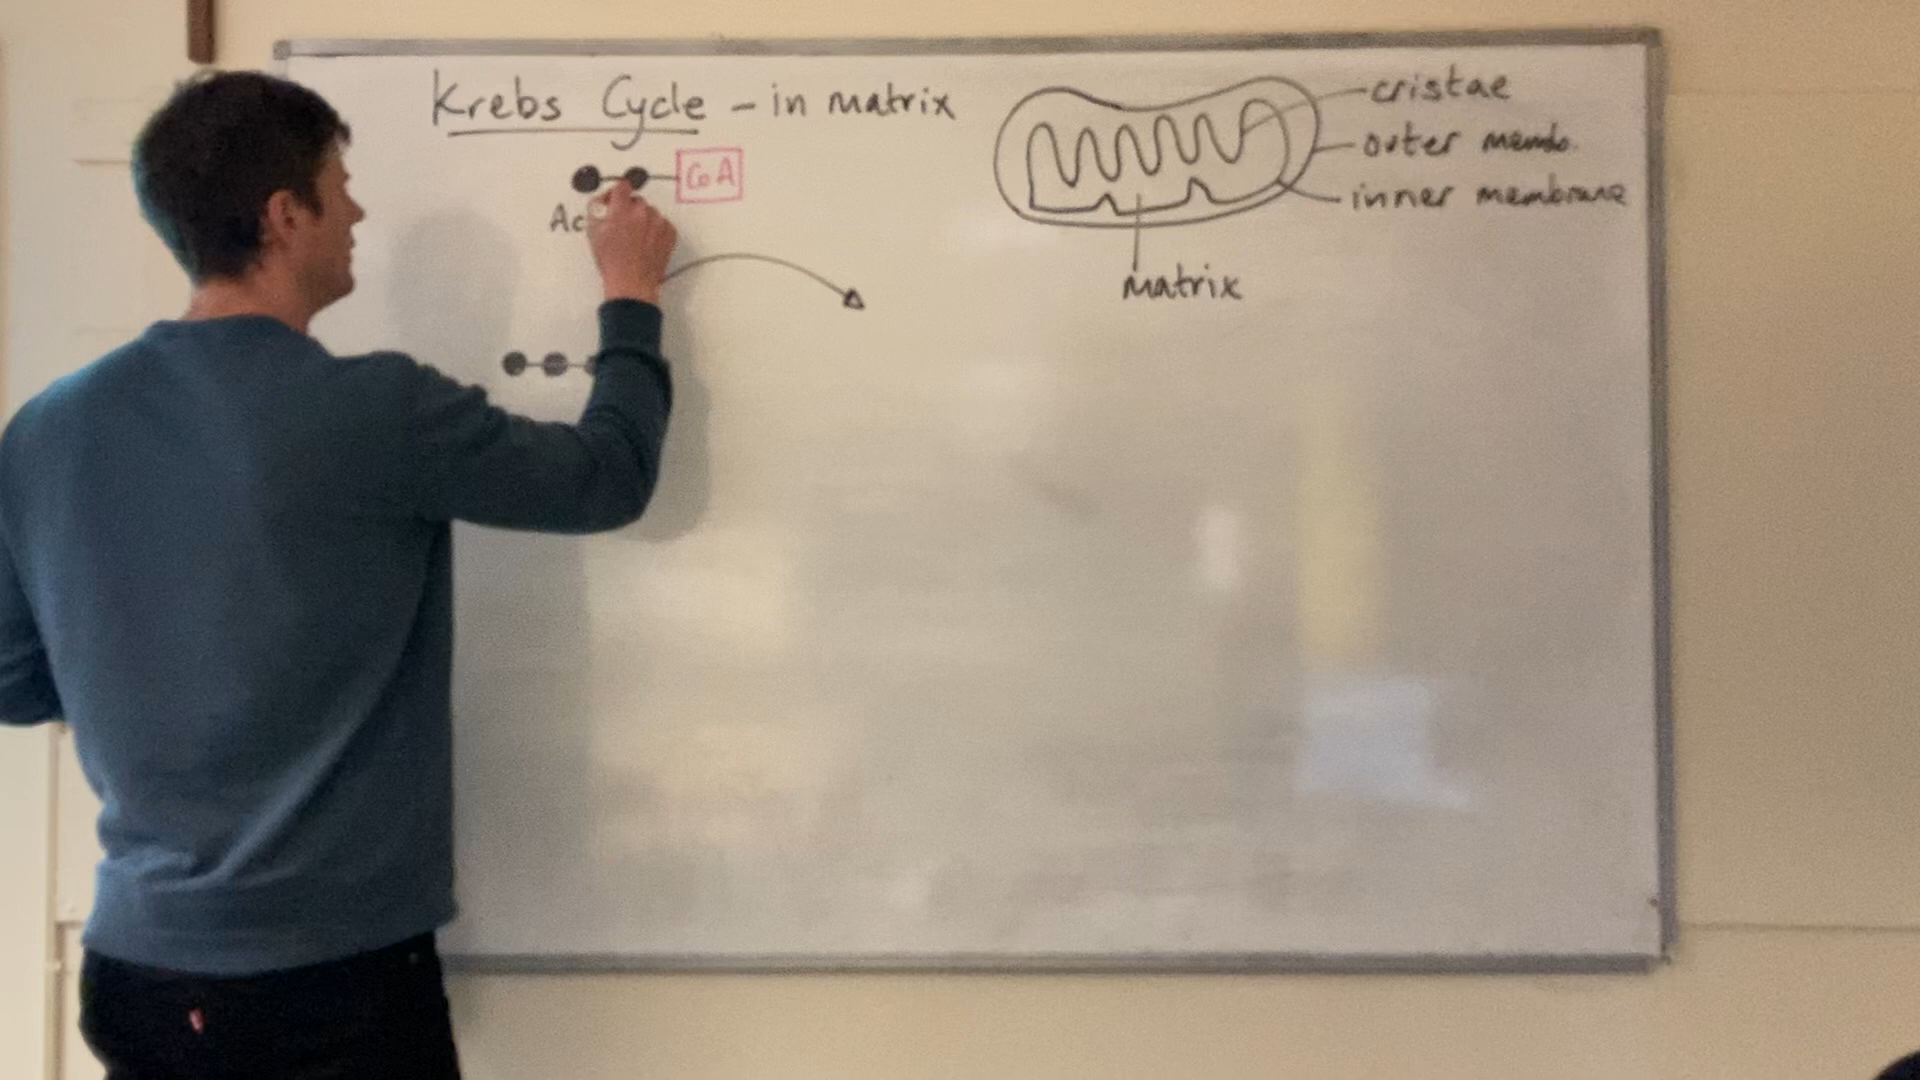 Krebs Cycle - in matrix
CoA
Ac
cristae
outer memb.
inner membrane
matrix